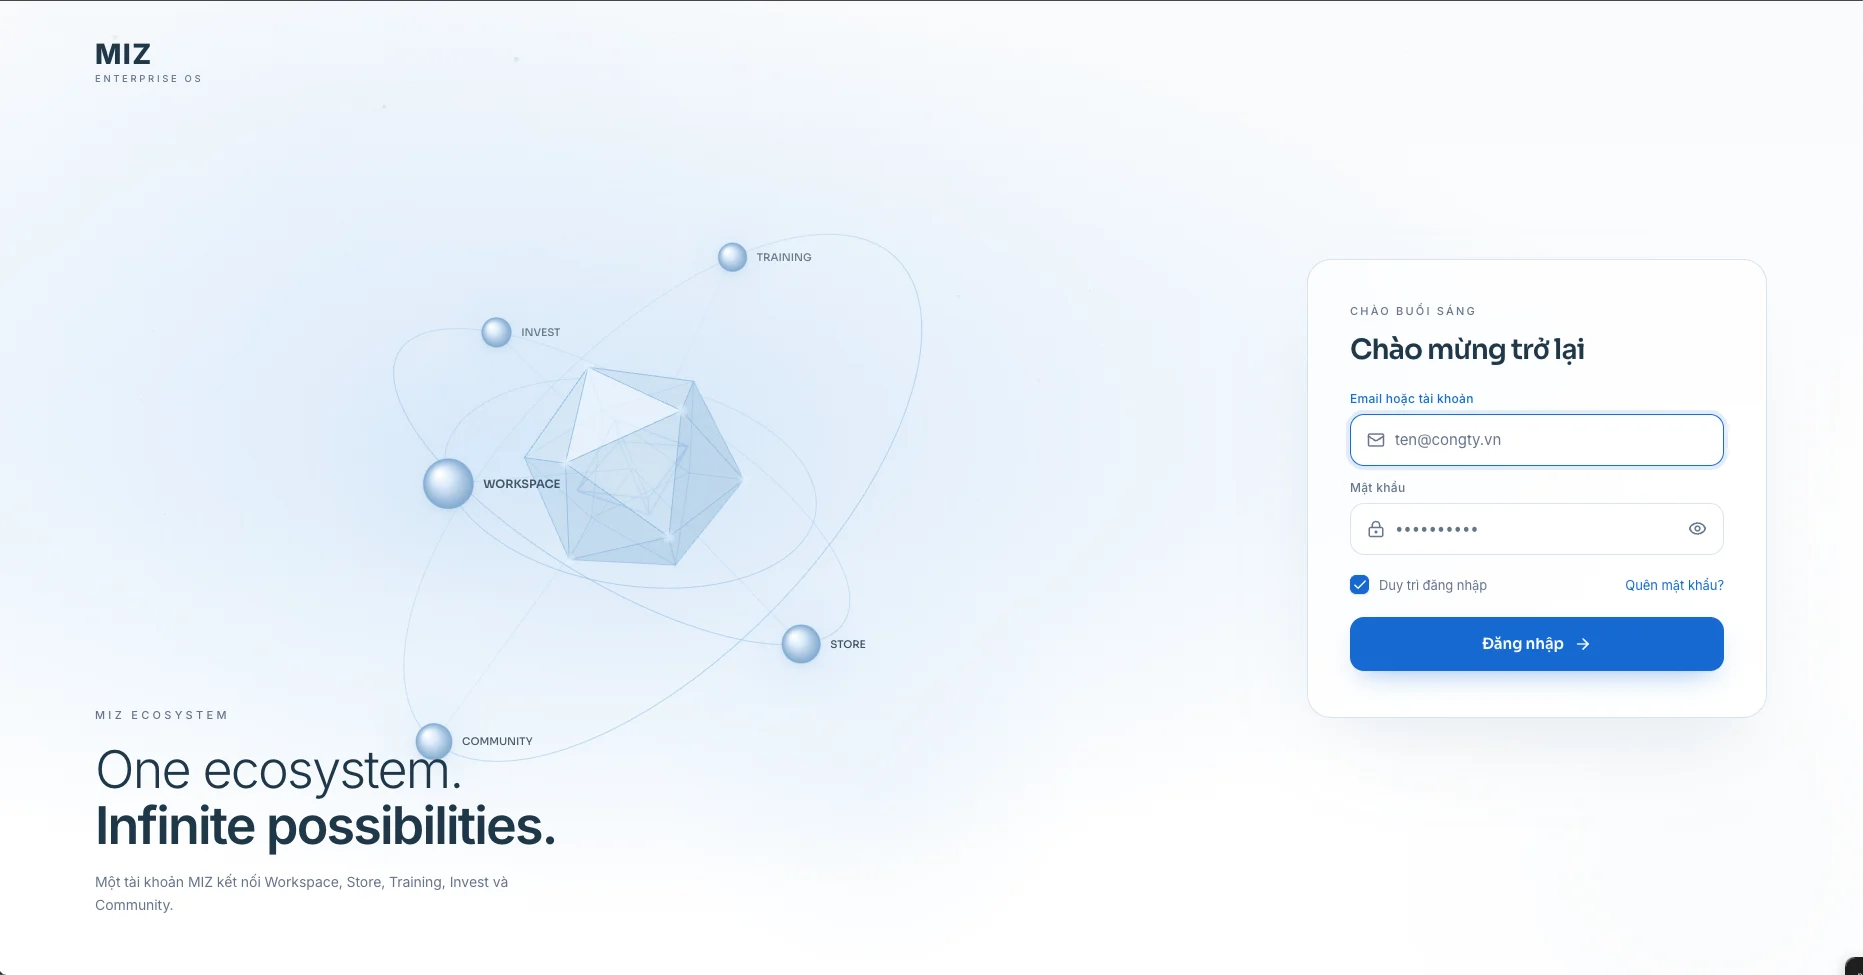 MIZ
ENTERPRISE OS
TRAINING
INVEST
WORKSPACE
STORE
COMMUNITY
MIZ ECOSYSTEM
One ecosystem.
Infinite possibilities.
Một tài khoản MIZ kết nối Workspace, Store, Training, Invest và
Community.
CHÀO BUỔI SÁNG
Chào mừng trở lại
Email hoặc tài khoản
ten@congty.vn
Mật khẩu
••••••••••
Duy trì đăng nhập
Quên mật khẩu?
Đăng nhập →